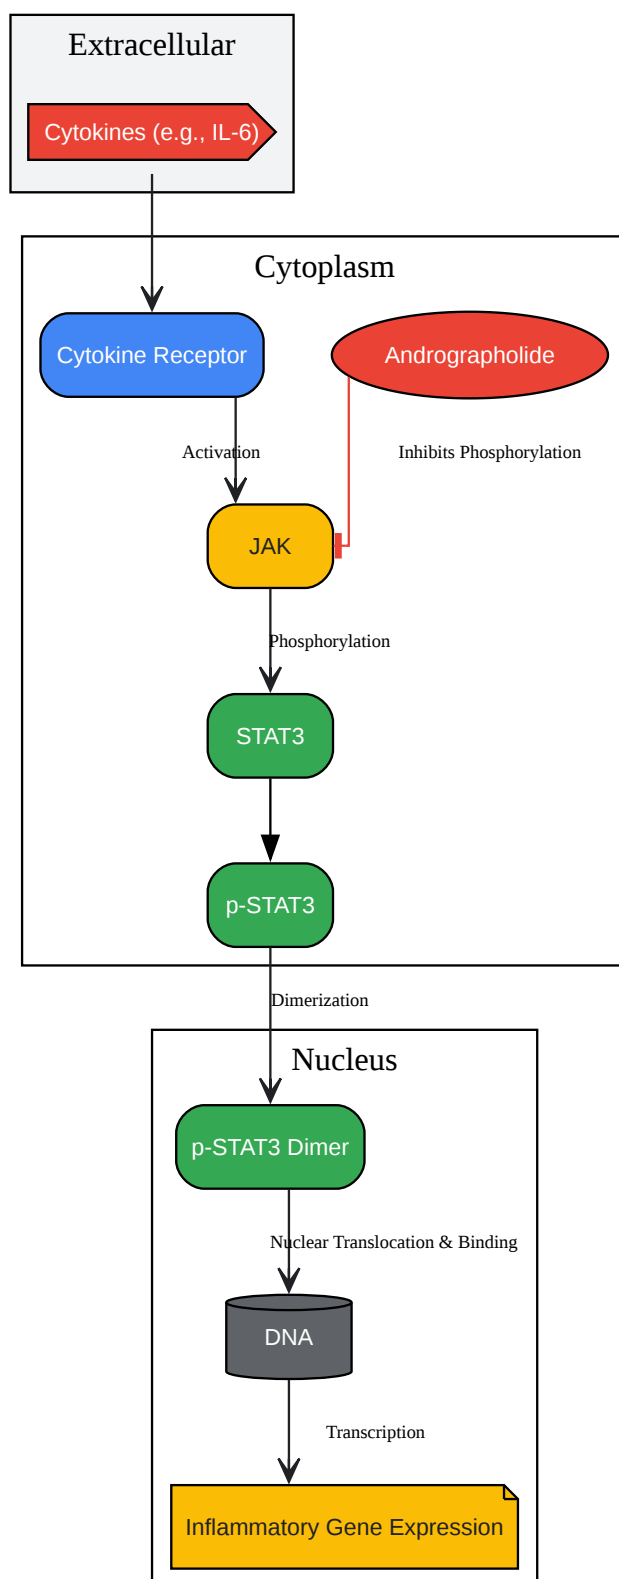 Extracellular
Cytokines (e.g., IL-6)
Cytoplasm
Cytokine Receptor
Andrographolide
Activation
Inhibits Phosphorylation
JAK
Phosphorylation
STAT3
p-STAT3
Dimerization
Nucleus
p-STAT3 Dimer
Nuclear Translocation & Binding
DNA
Transcription
Inflammatory Gene Expression